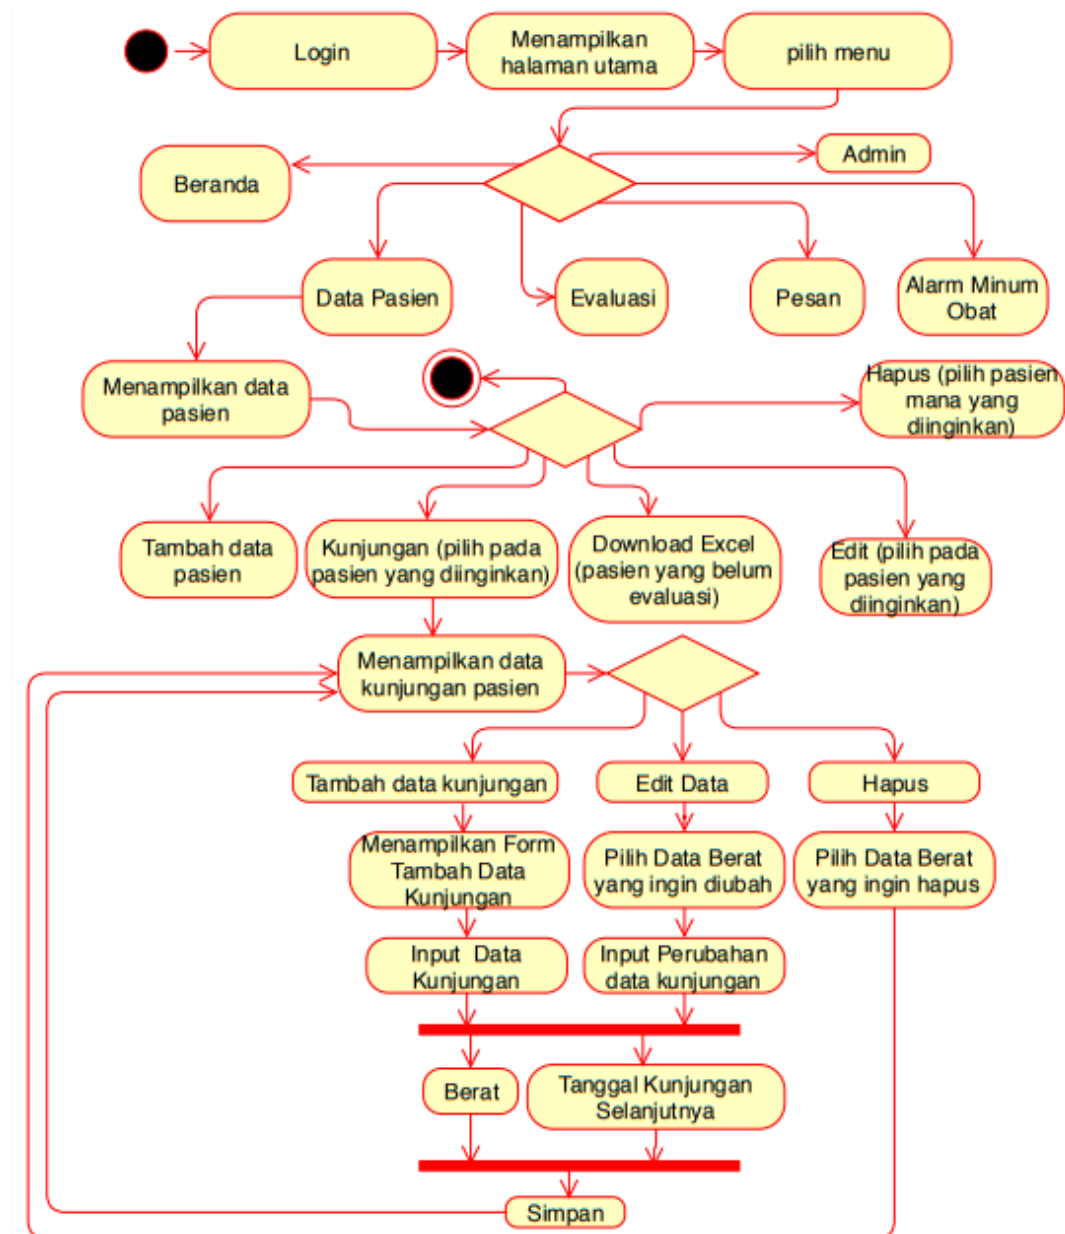 Login
Menampilkan
halaman utama
pilih menu
Admin
Beranda
Data Pasien
Evaluasi
Pesan
Alarm Minum
Obat
Menampilkan data
pasien
Hapus (pilih pasien
mana yang
diinginkan)
Tambah data
pasien
Kunjungan (pilih pada
pasien yang diinginkan)
Download Excel
(pasien yang belum
evaluasi)
Edit (pilih pada
pasien yang
diinginkan)
Menampilkan data
kunjungan pasien
Tambah data kunjungan
Edit Data
Hapus
Menampilkan Form
Tambah Data
Kunjungan
Pilih Data Berat
yang ingin diubah
Pilih Data Berat
yang ingin hapus
Input Data
Kunjungan
Input Perubahan
data kunjungan
Berat
Tanggal Kunjungan
Selanjutnya
Simpan